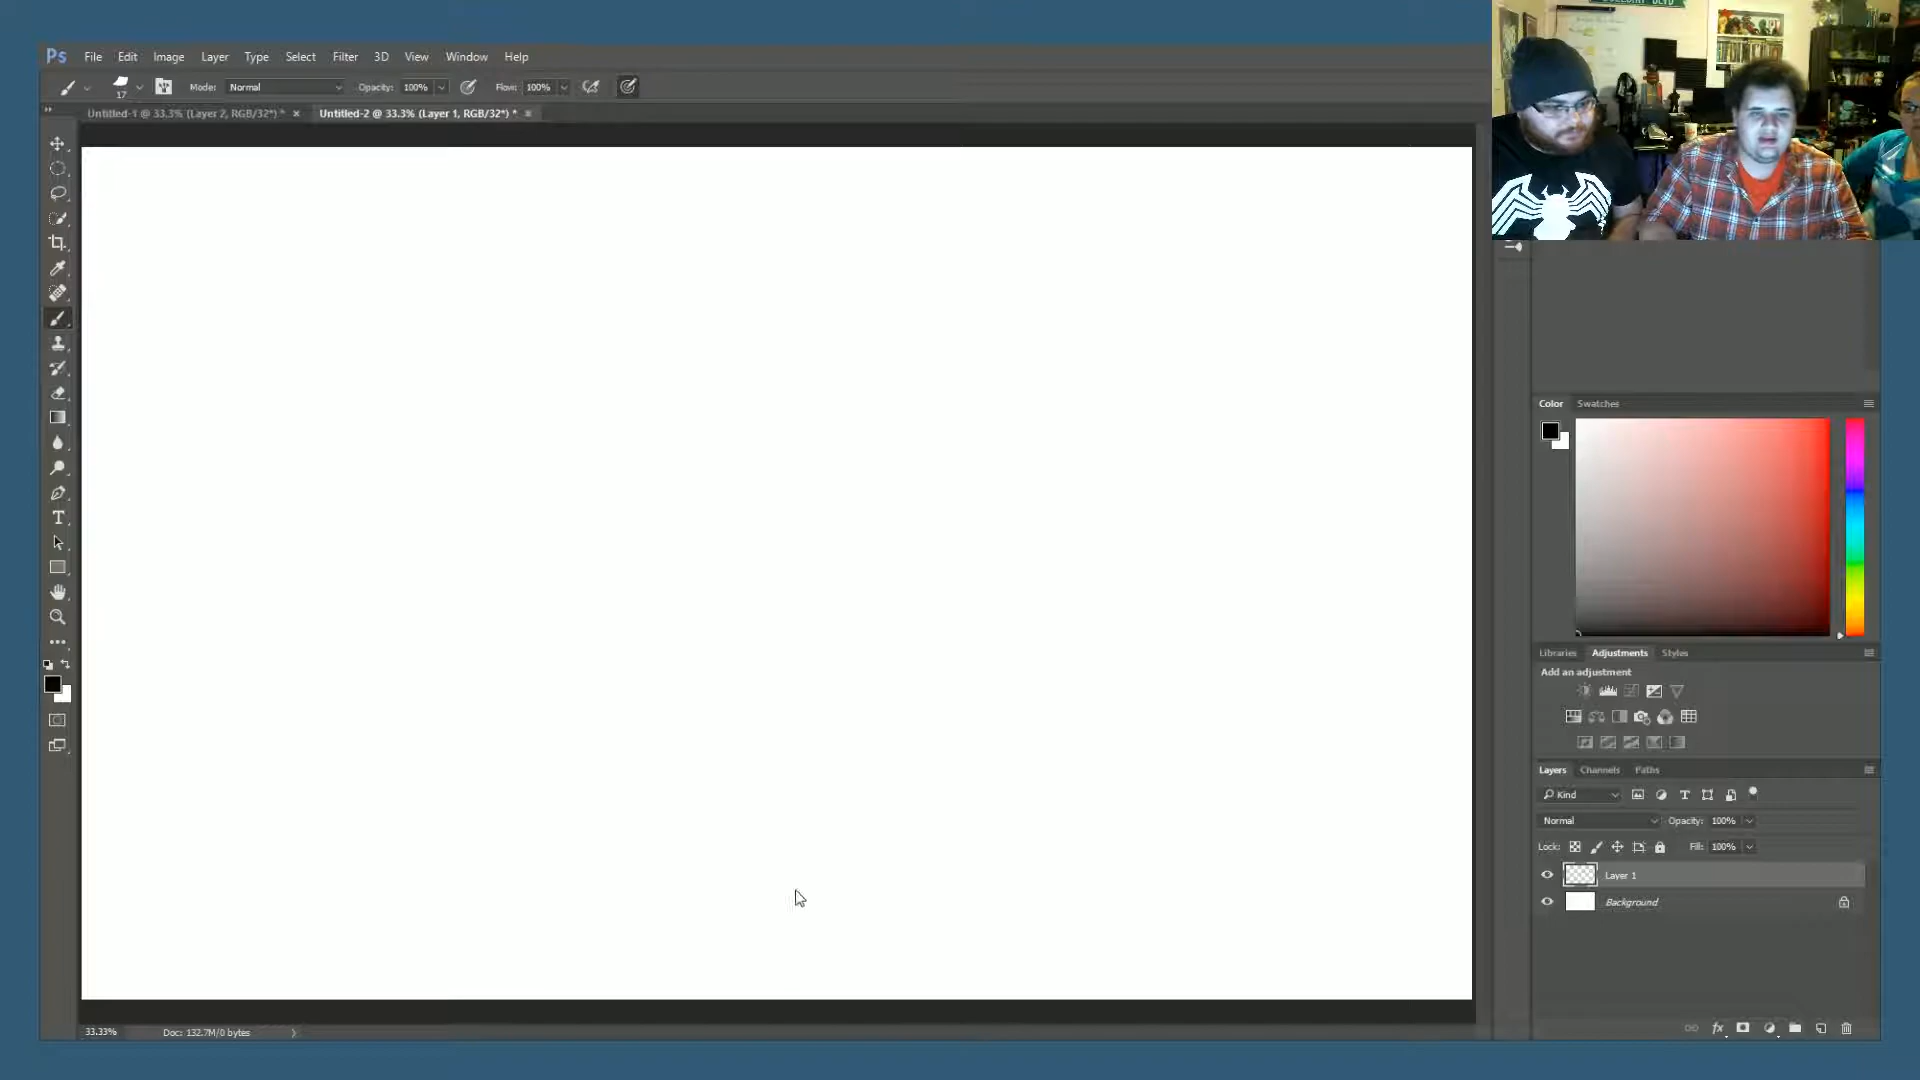 Ps File Edit Image Layer Type Select Filter 3D View Window Help
17 Mode: Normal Opacity: 100% Flow: 100%
Untitled-1 @ 33.3% (Layer 2, RGB/32*) * × Untitled-2 @ 33.3% (Layer 1, RGB/32*) * ×
Color Swatches
Libraries Adjustments Styles
Add an adjustment
Layers Channels Paths
Kind
Normal Opacity: 100%
Lock: Fill: 100%
Layer 1
Background
fx
33.33% Doc: 132.7M/0 bytes